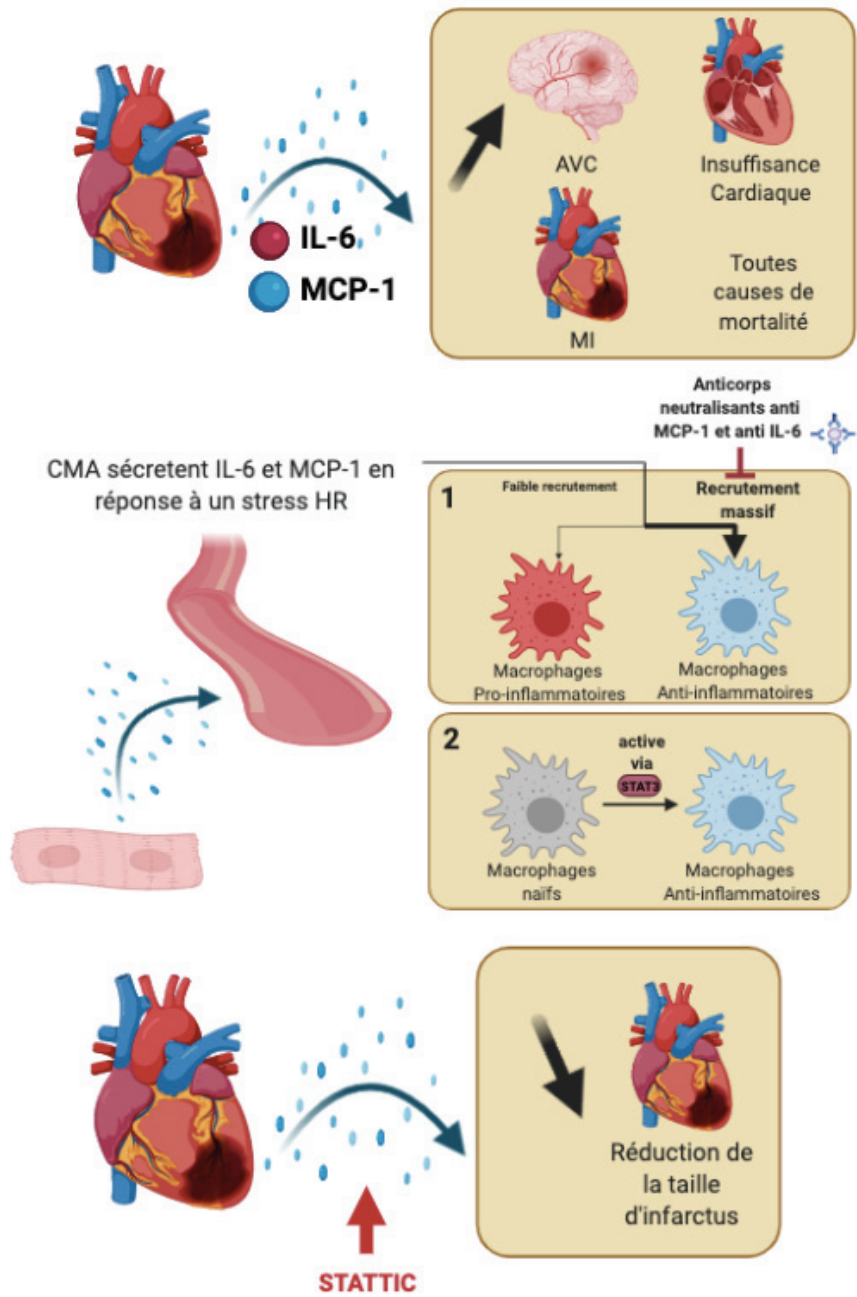 IL-6
MCP-1
AVC
Insuffisance
Cardiaque
MI
Toutes
causes de
mortalité
Anticorps
neutralisants anti
MCP-1 et anti IL-6
CMA sécretent IL-6 et MCP-1 en
réponse à un stress HR
1
Faible recrutement
Recrutement
massif
Macrophages
Pro-inflammatoires
Macrophages
Anti-inflammatoires
2
active
via
STAT3
Macrophages
naïfs
Macrophages
Anti-inflammatoires
STATTIC
Réduction de
la taille
d'infarctus